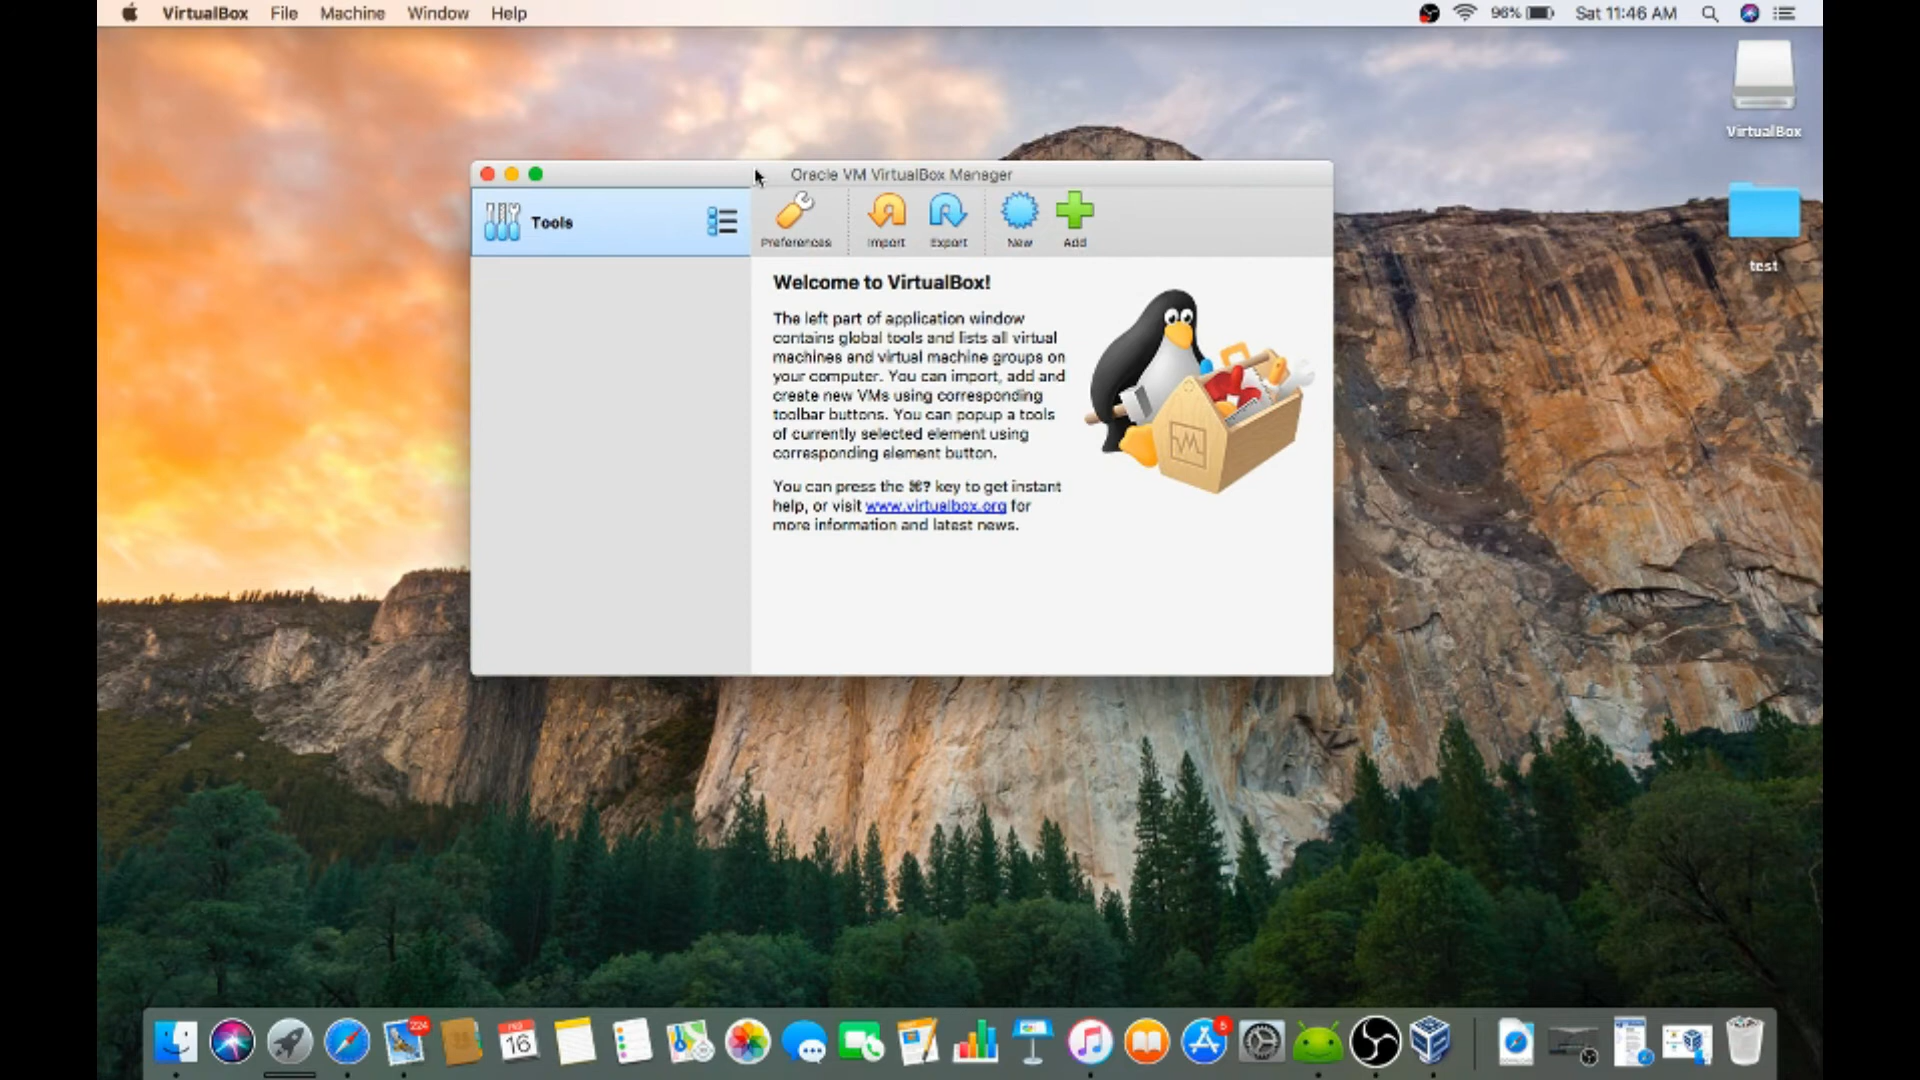 VirtualBox File Machine Window Help
96% Sat 11:46 AM
VirtualBox
test
Oracle VM VirtualBox Manager
Tools
Preferences Import Export New Add
Welcome to VirtualBox!
The left part of application window
contains global tools and lists all virtual
machines and virtual machine groups on
your computer. You can import, add and
create new VMs using corresponding
toolbar buttons. You can popup a tools
of currently selected element using
corresponding element button.
You can press the ⌘? key to get instant
help, or visit www.virtualbox.org for
more information and latest news.
224
16